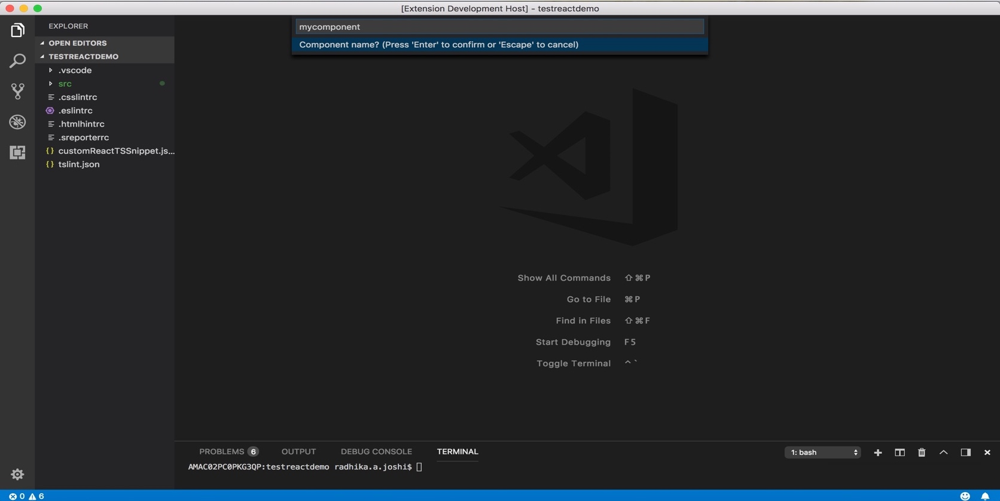 [Extension Development Host] - testreactdemo
EXPLORER
OPEN EDITORS
TESTREACTDEMO
.vscode
src
.csslintrc
.eslintrc
.htmlhintrc
.sreporterrc
customReactTSSnippet.js...
tslint.json
mycomponent
Component name? (Press 'Enter' to confirm or 'Escape' to cancel)
Show All Commands ⇧⌘P
Go to File ⌘P
Find in Files ⇧⌘F
Start Debugging F5
Toggle Terminal ^`
PROBLEMS 6 OUTPUT DEBUG CONSOLE TERMINAL 1: bash
AMAC02PC0PKG3QP:testreactdemo radhika.a.joshi$
0 6